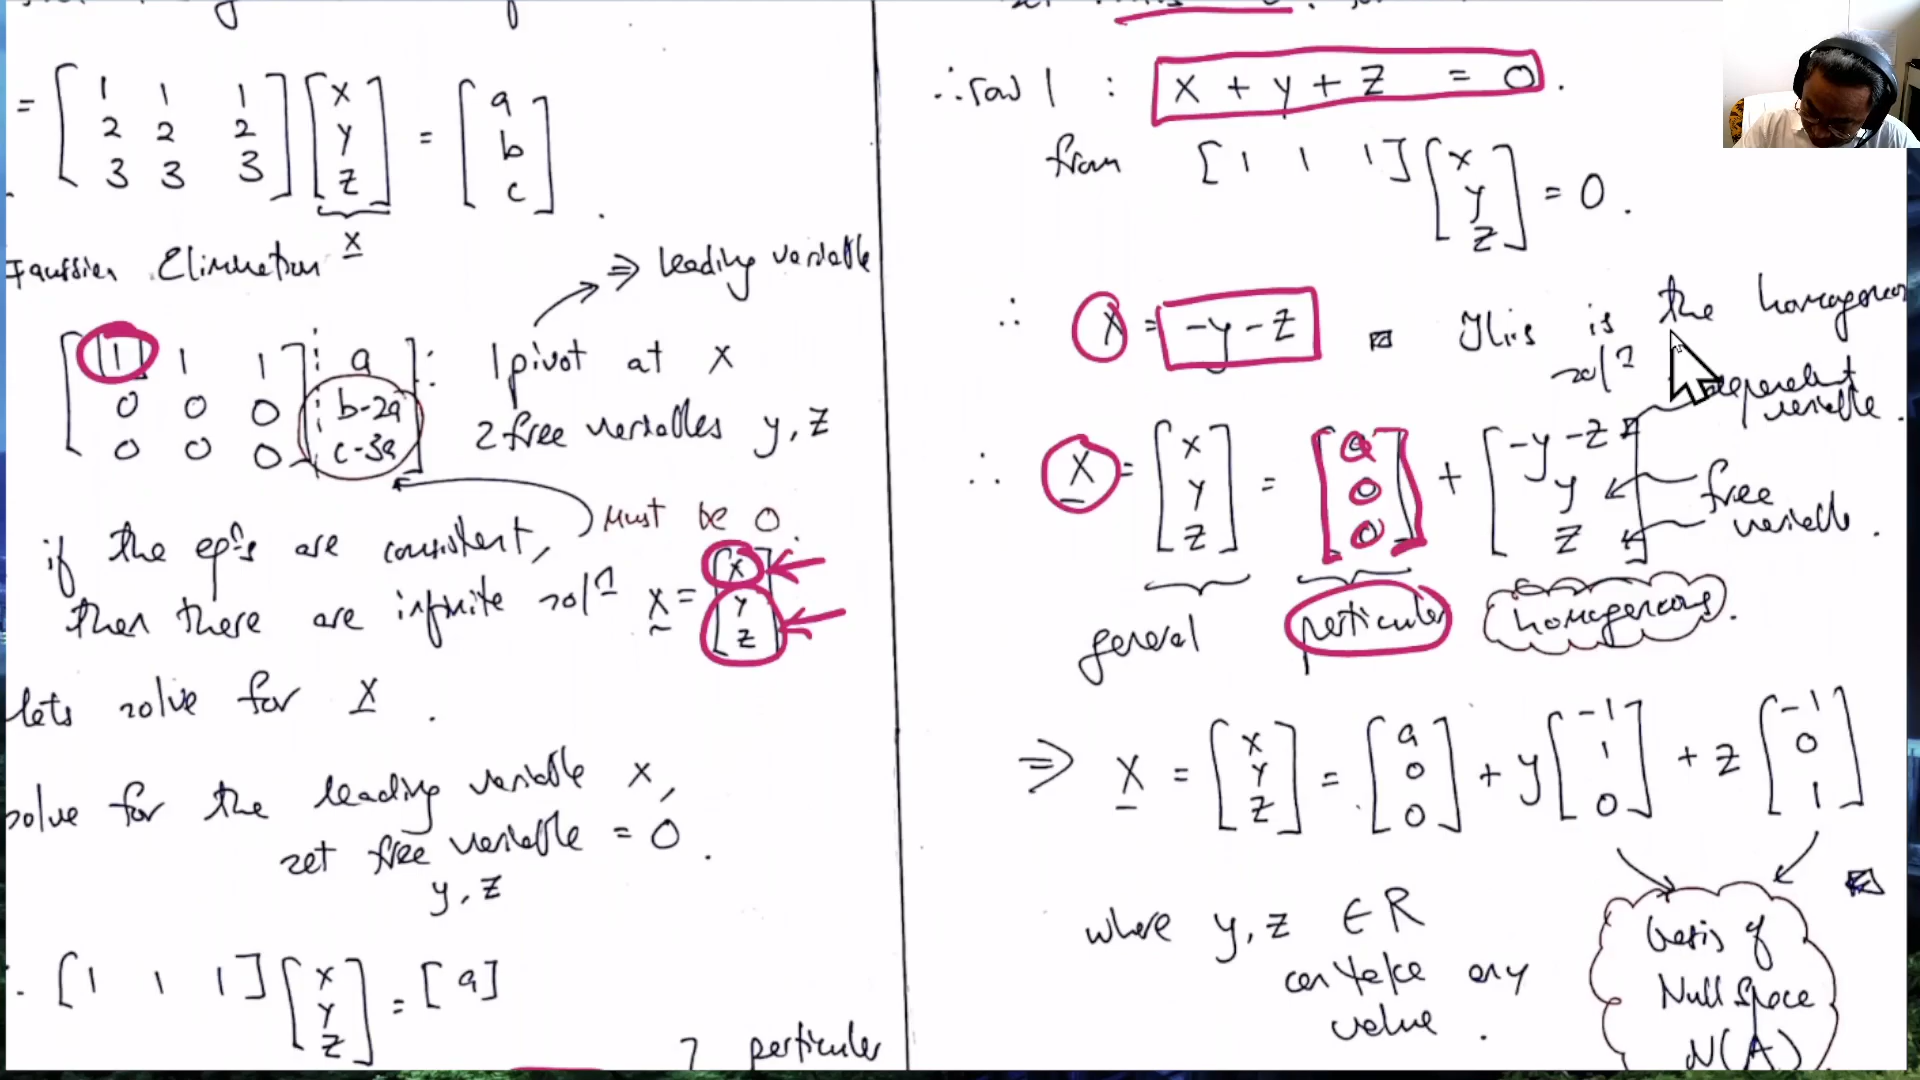 = [1 1 1; 2 2 2; 3 3 3] [x; y; z] = [a; b; c] .
x
Gaussian Elimination
⇒ leading variable
[1 1 1 | a; 0 0 0 | b-2a; 0 0 0 | c-3a] : 1 pivot at x
2 free variables y, z
Must be 0.
if the eqns are consistent,
then there are infinite soln x = [x; y; z]
lets solve for x .
solve for the leading variable x,
set free variable = 0 .
y, z
[1 1 1] [x; y; z] = [a]
particular
∴ row 1 : x + y + z = 0 .
from [1 1 1] [x; y; z] = 0 .
∴ x = -y-z This is the homogeneous
soln
dependent
variable .
∴ x = [x; y; z] = [a; 0; 0] + [-y-z; y; z]
free
variable .
general particular homogeneous .
⇒ x = [x; y; z] = [a; 0; 0] + y [-1; 1; 0] + z [-1; 0; 1]
where y, z ∈ R
can take any
value .
basis of
Null Space
N(A)